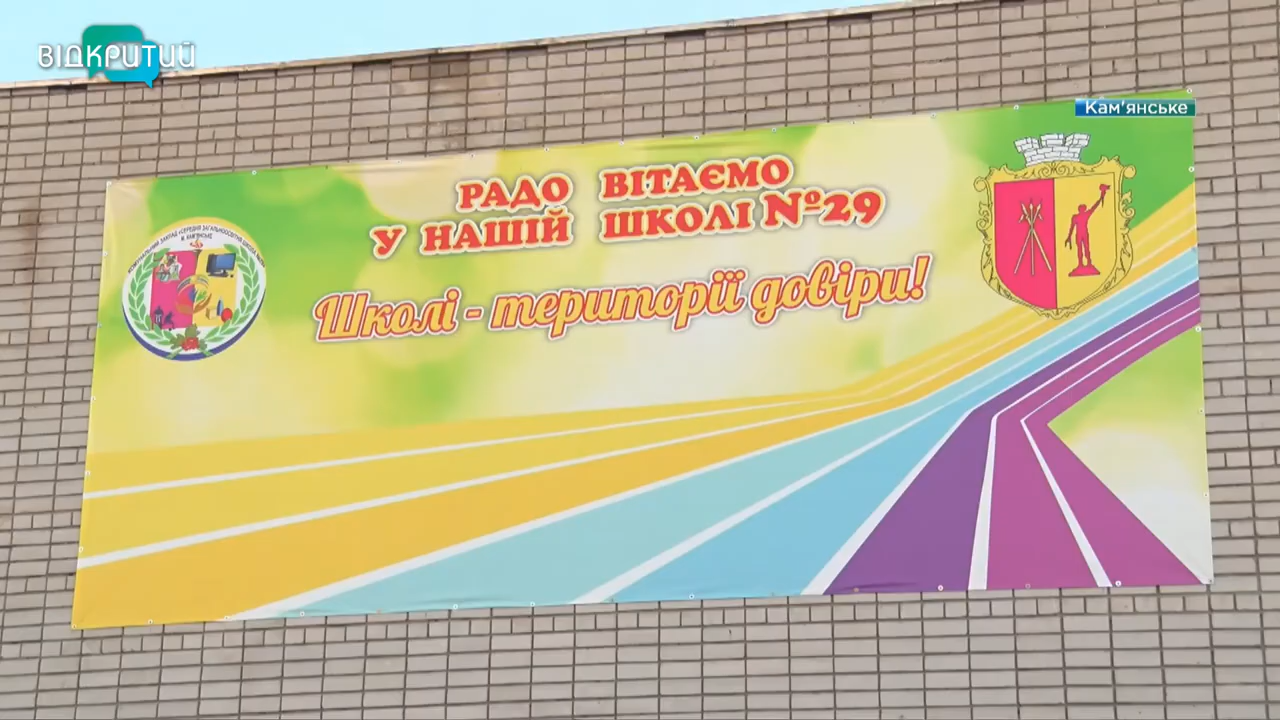 ВІДКРИТИЙ
Кам'янське
РАДО ВІТАЄМО
У НАШІЙ ШКОЛІ №29
Школі - території довіри!